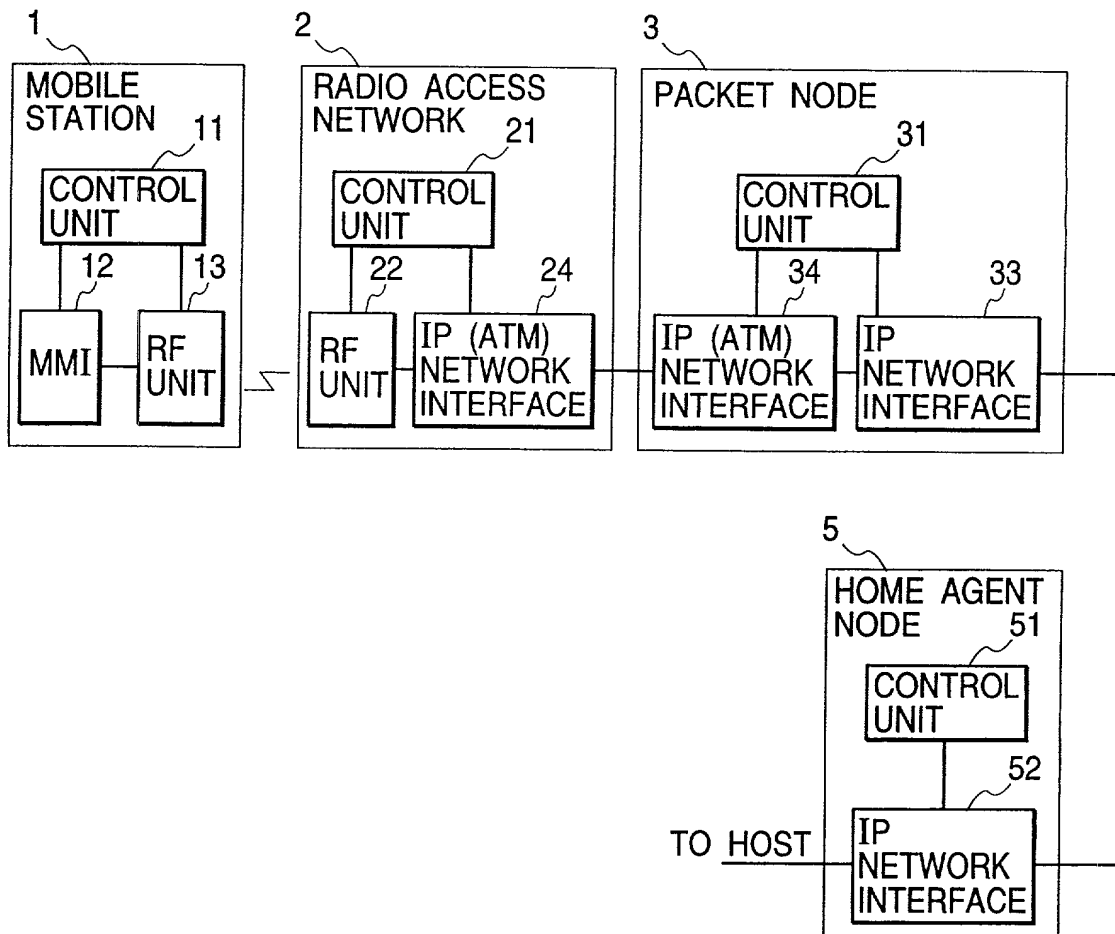 1
MOBILE
STATION
11
CONTROL
UNIT
12
13
MMI
RF
UNIT
2
RADIO ACCESS
NETWORK
21
CONTROL
UNIT
22
24
RF
UNIT
IP (ATM)
NETWORK
INTERFACE
3
PACKET NODE
31
CONTROL
UNIT
34
33
IP (ATM)
NETWORK
INTERFACE
IP
NETWORK
INTERFACE
5
HOME AGENT
NODE
51
CONTROL
UNIT
52
TO HOST
IP
NETWORK
INTERFACE